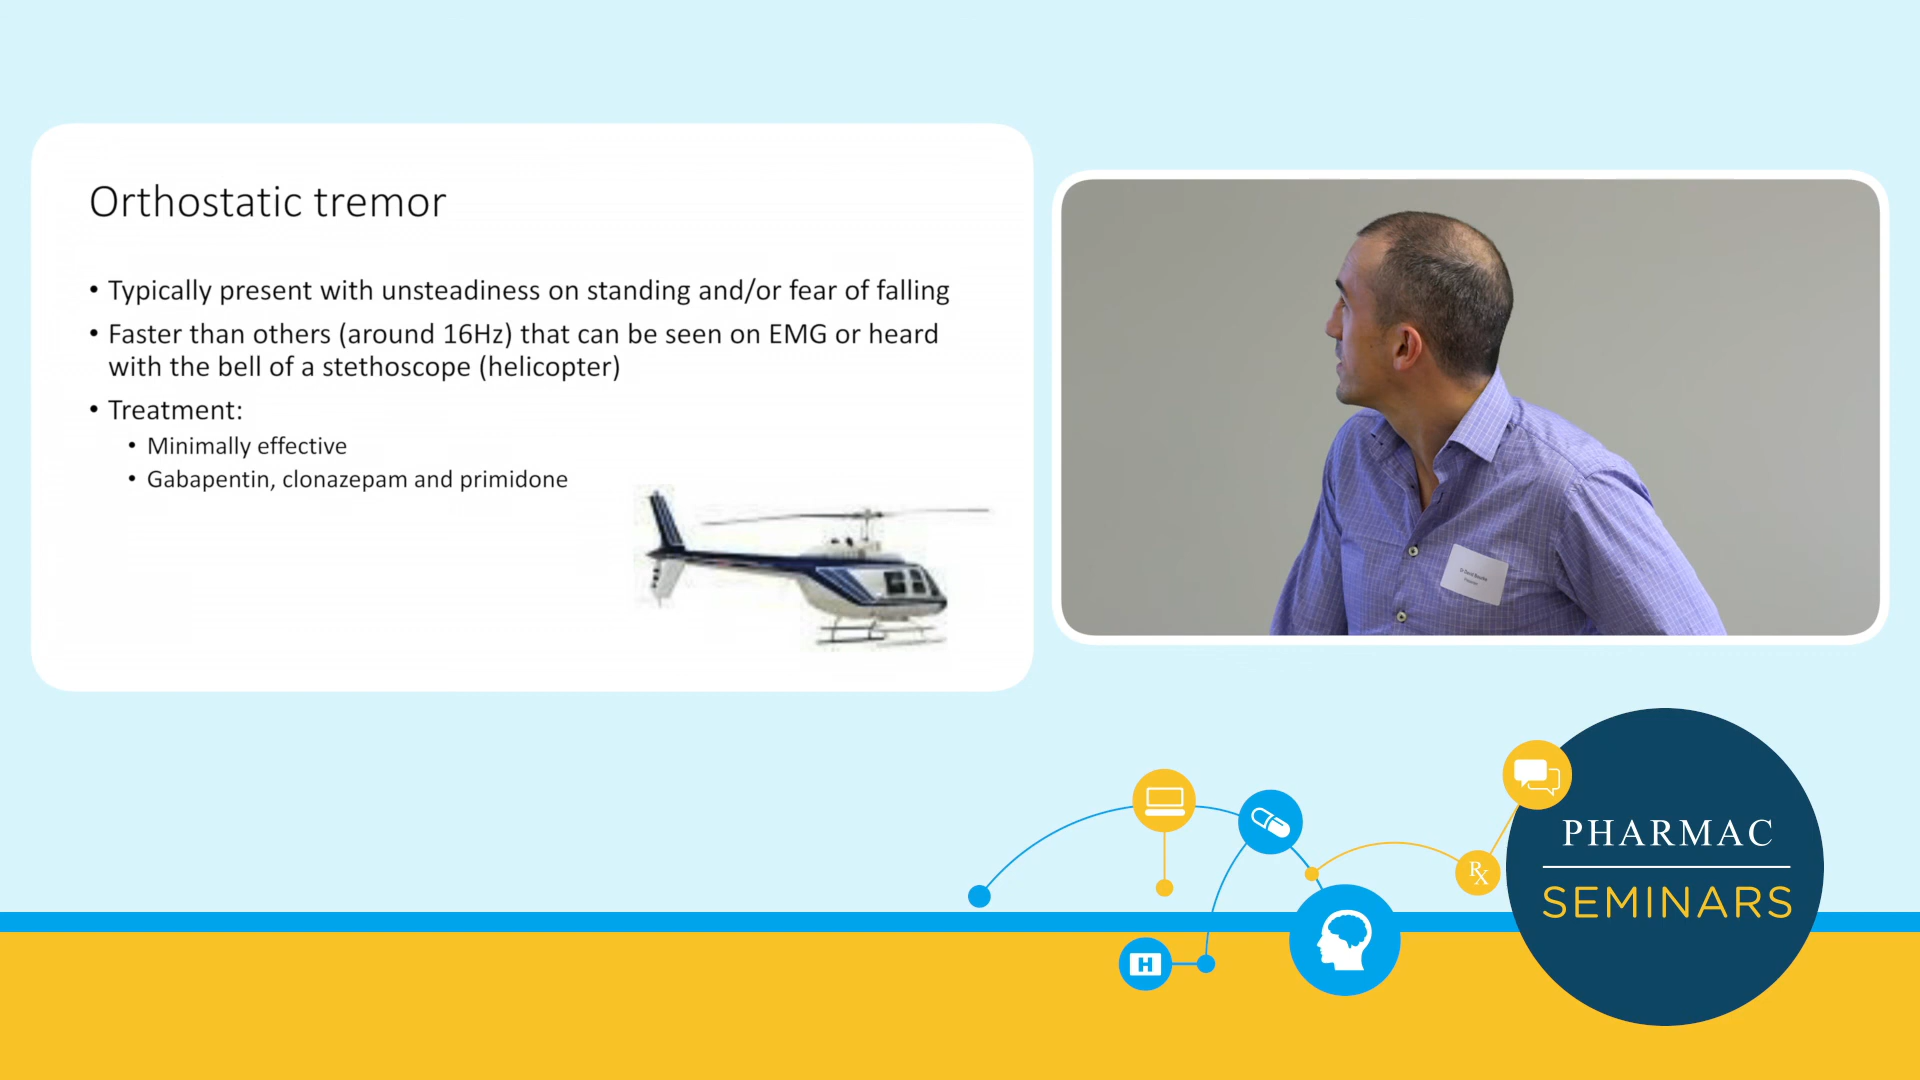 Orthostatic tremor
• Typically present with unsteadiness on standing and/or fear of falling
• Faster than others (around 16Hz) that can be seen on EMG or heard
with the bell of a stethoscope (helicopter)
• Treatment:
• Minimally effective
• Gabapentin, clonazepam and primidone
Rx
PHARMAC
SEMINARS
H